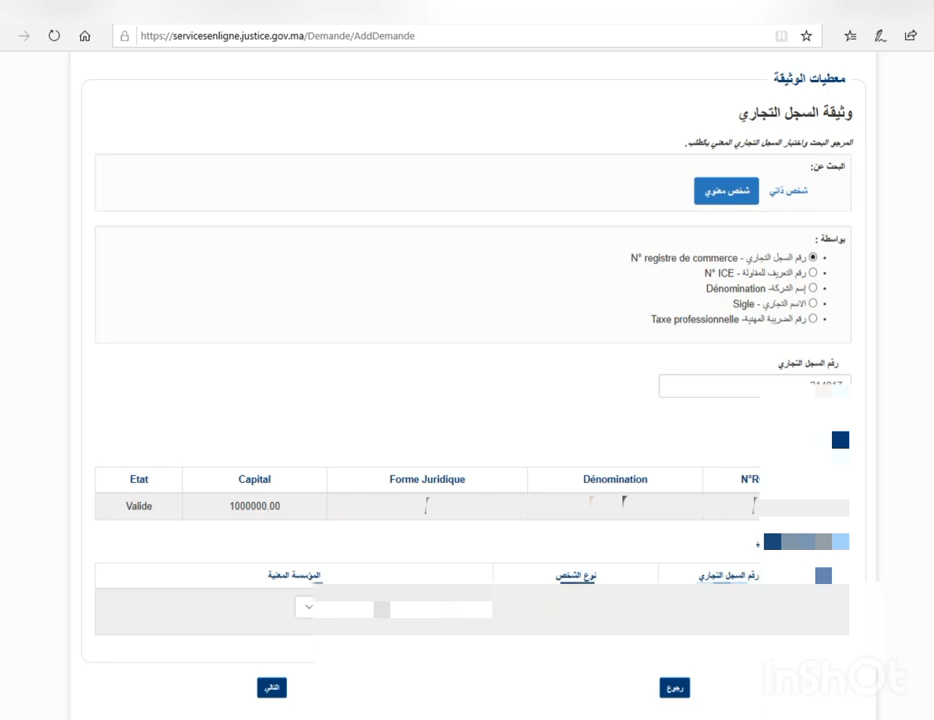 https://servicesenligne.justice.gov.ma/Demande/AddDemande
معطيات الوثيقة
وثيقة السجل التجاري
المرجو البحث واختيار السجل التجاري المعني بالطلب.
البحث عن:
شخص ذاتي شخص معنوي
بواسطة :
رقم السجل التجاري - N° registre de commerce
رقم التعريف للمقاولة - N° ICE
إسم الشركة- Dénomination
الاسم التجاري - Sigle
رقم الضريبة المهنية- Taxe professionnelle
رقم السجل التجاري
Etat Capital Forme Juridique Dénomination
Valide 1000000.00
رقم السجل التجاري نوع الشخص المؤسسة المعنية
رجوع التالي
InShOt